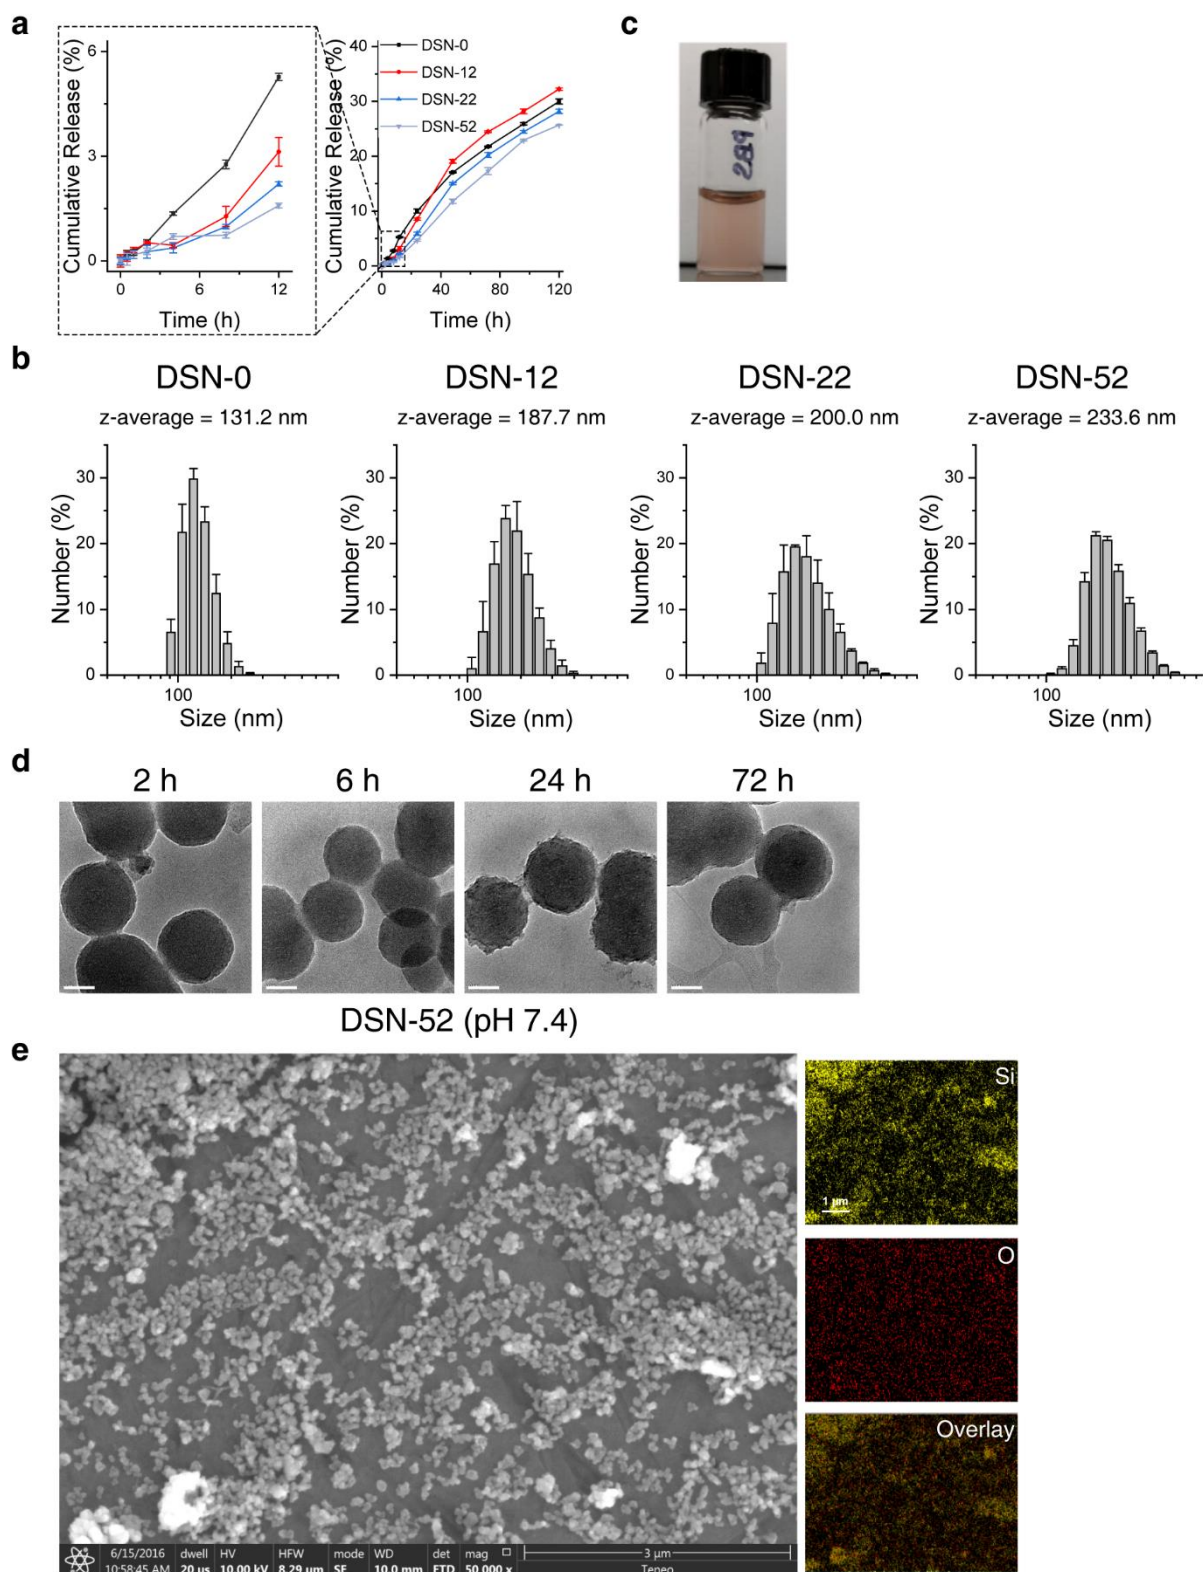 a
Cumulative Release (%)
6
3
0
0
6
12
Time (h)
Cumulative Release (%)
40
30
20
10
0
0
40
80
120
Time (h)
DSN-0
DSN-12
DSN-22
DSN-52
c
b
DSN-0
z-average = 131.2 nm
Number (%)
30
20
10
0
100
Size (nm)
DSN-12
z-average = 187.7 nm
Number (%)
30
20
10
0
100
Size (nm)
DSN-22
z-average = 200.0 nm
Number (%)
30
20
10
0
100
Size (nm)
DSN-52
z-average = 233.6 nm
Number (%)
30
20
10
0
100
Size (nm)
d
2 h
6 h
24 h
72 h
DSN-52 (pH 7.4)
e
Si
1 μm
O
Overlay
6/15/2016 dwell HV HFW mode WD det mag
10:58:45 AM 20 μs 10.00 kV 8.29 μm SE 10.0 mm ETD 50 000 x
3 μm
Teneo